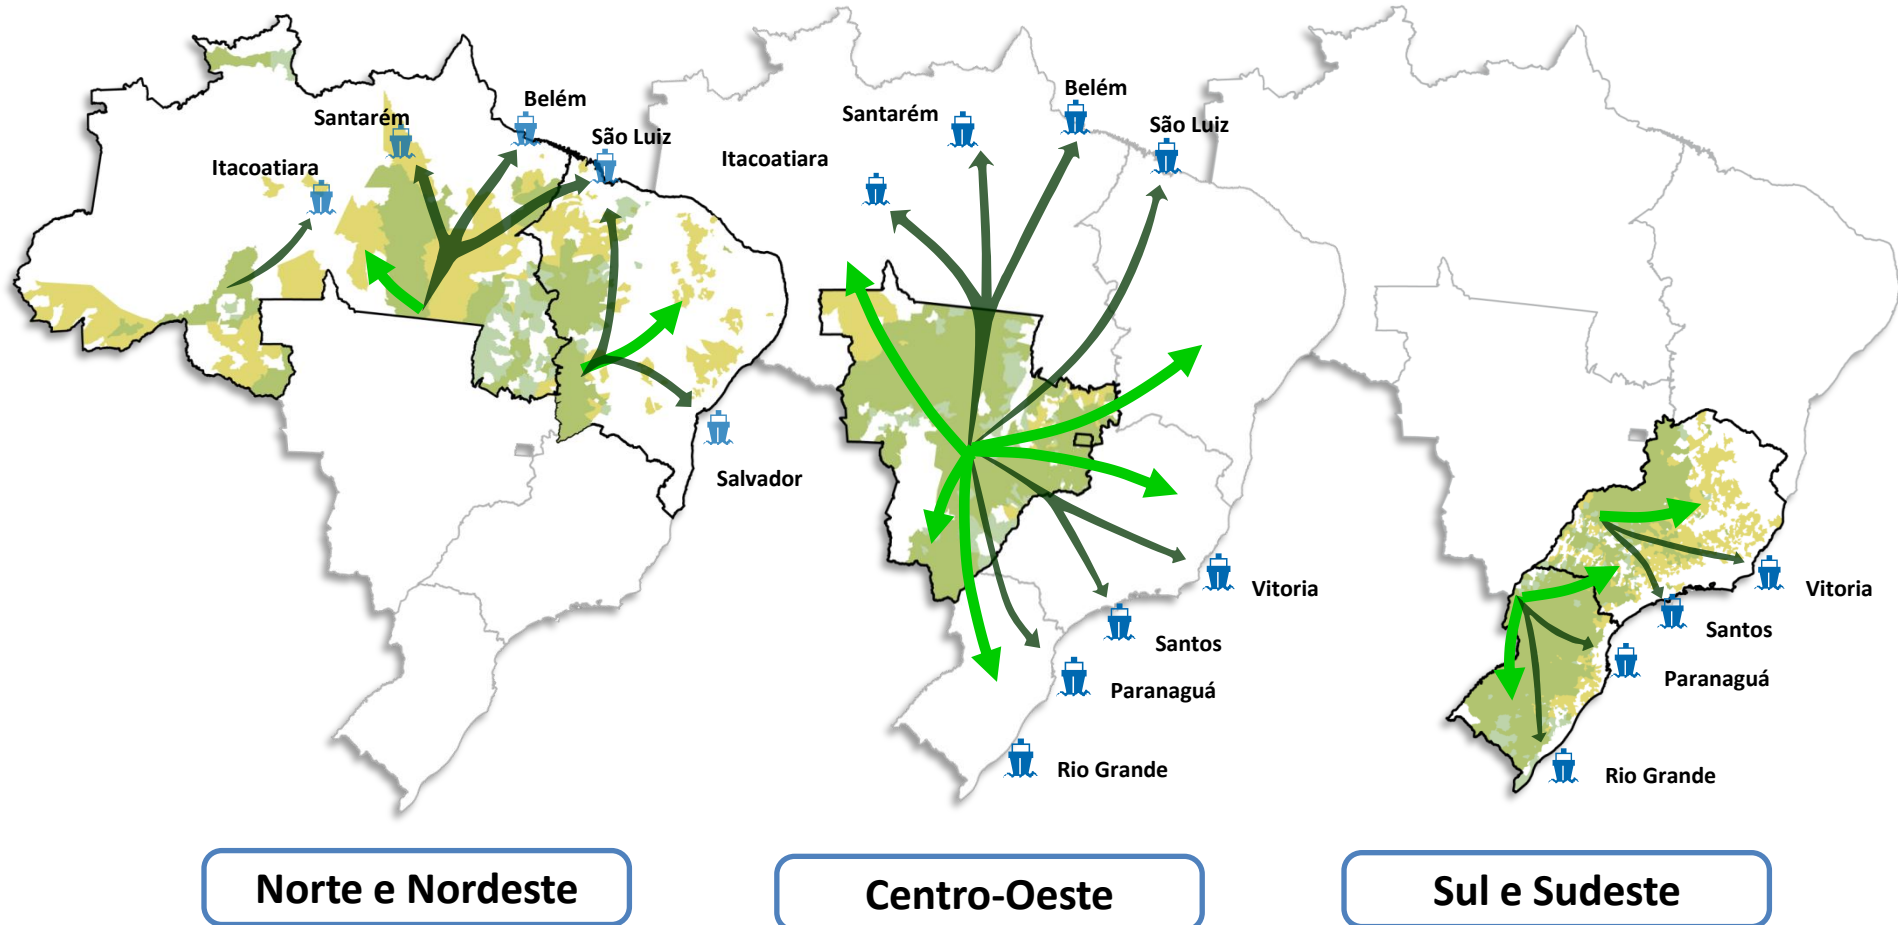 Belém
Santarém
São Luiz
Itacoatiara
Salvador
Norte e Nordeste
Belém
Santarém
São Luiz
Itacoatiara
Vitoria
Santos
Paranaguá
Rio Grande
Centro-Oeste
Vitoria
Santos
Paranaguá
Rio Grande
Sul e Sudeste